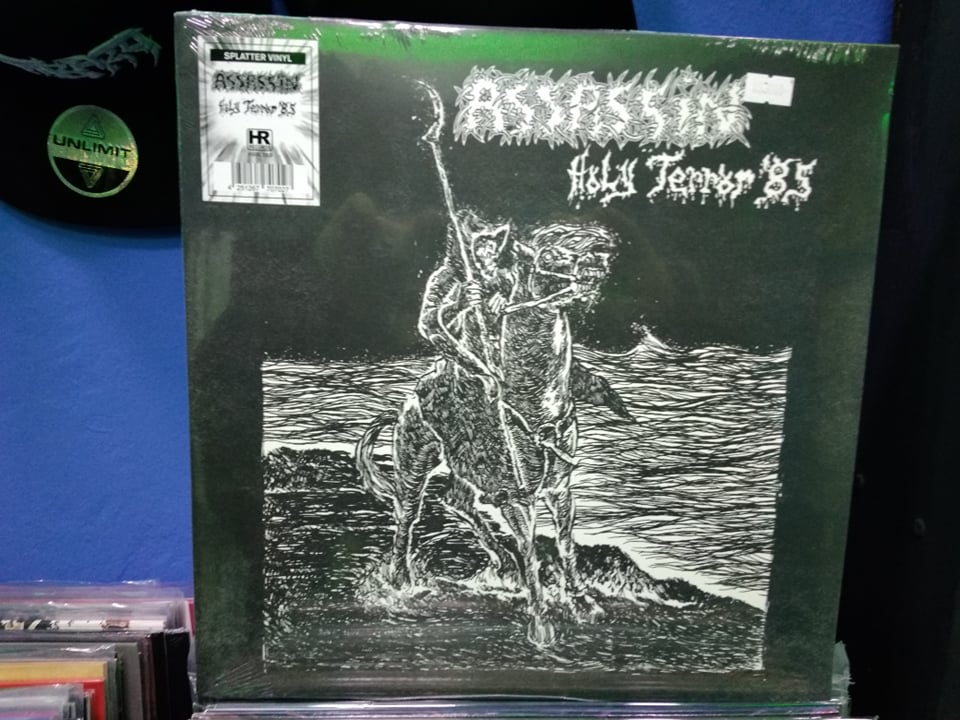 SPLATTER VINYL
ASSASSIN
Holy Terror '85
HR
UNLIMIT
ASSASSIN
Holy Terror '85